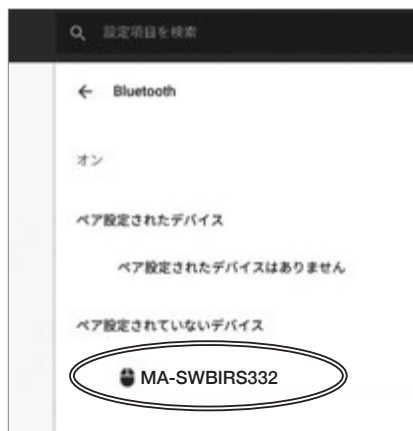 設定項目を検索
Bluetooth
オン
ペア設定されたデバイス
ペア設定されたデバイスはありません
ペア設定されていないデバイス
MA-SWBIRS332